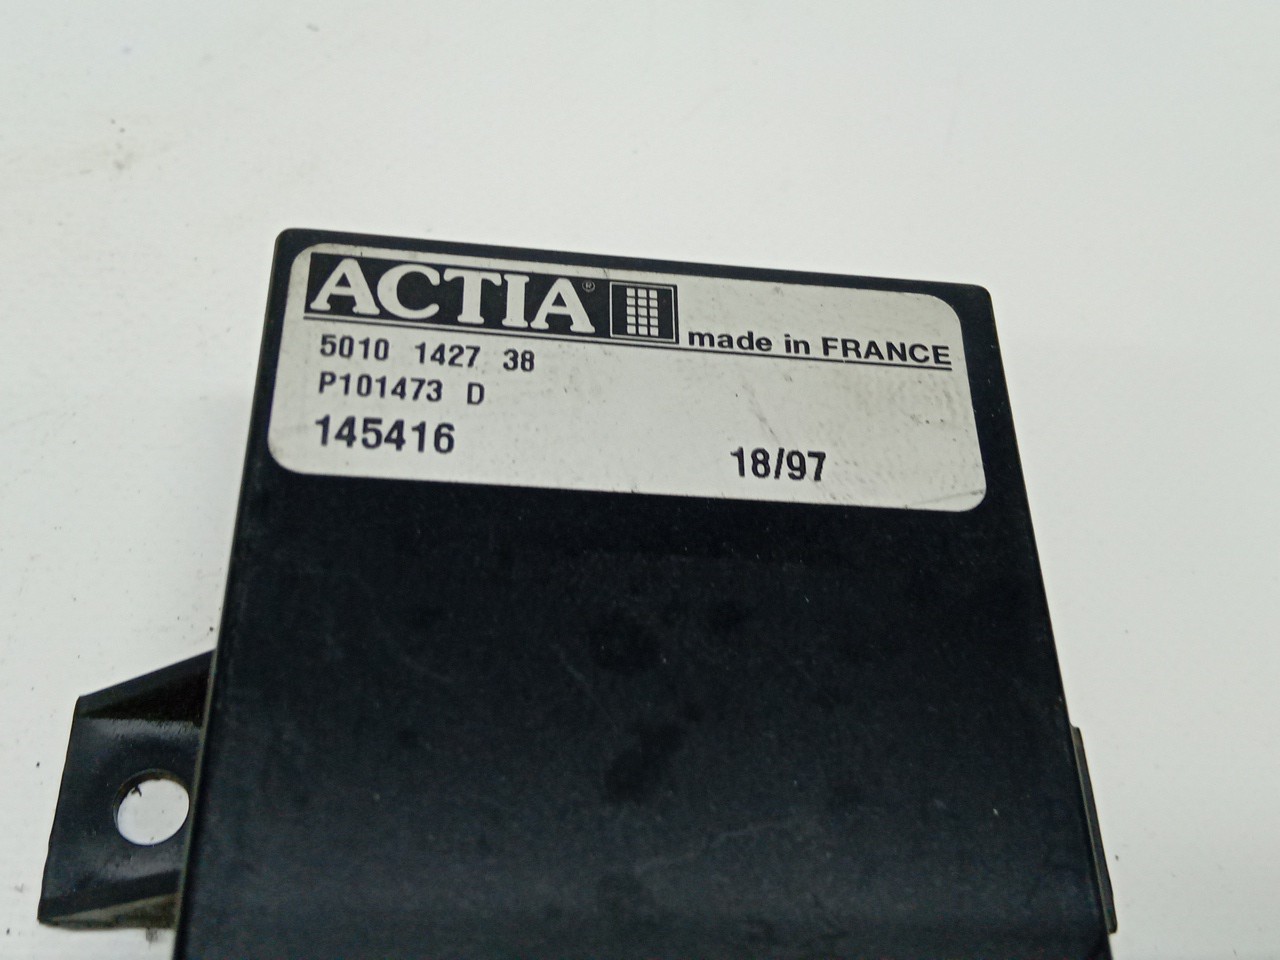 ACTIA® made in FRANCE
5010 1427 38
P101473 D
145416 18/97